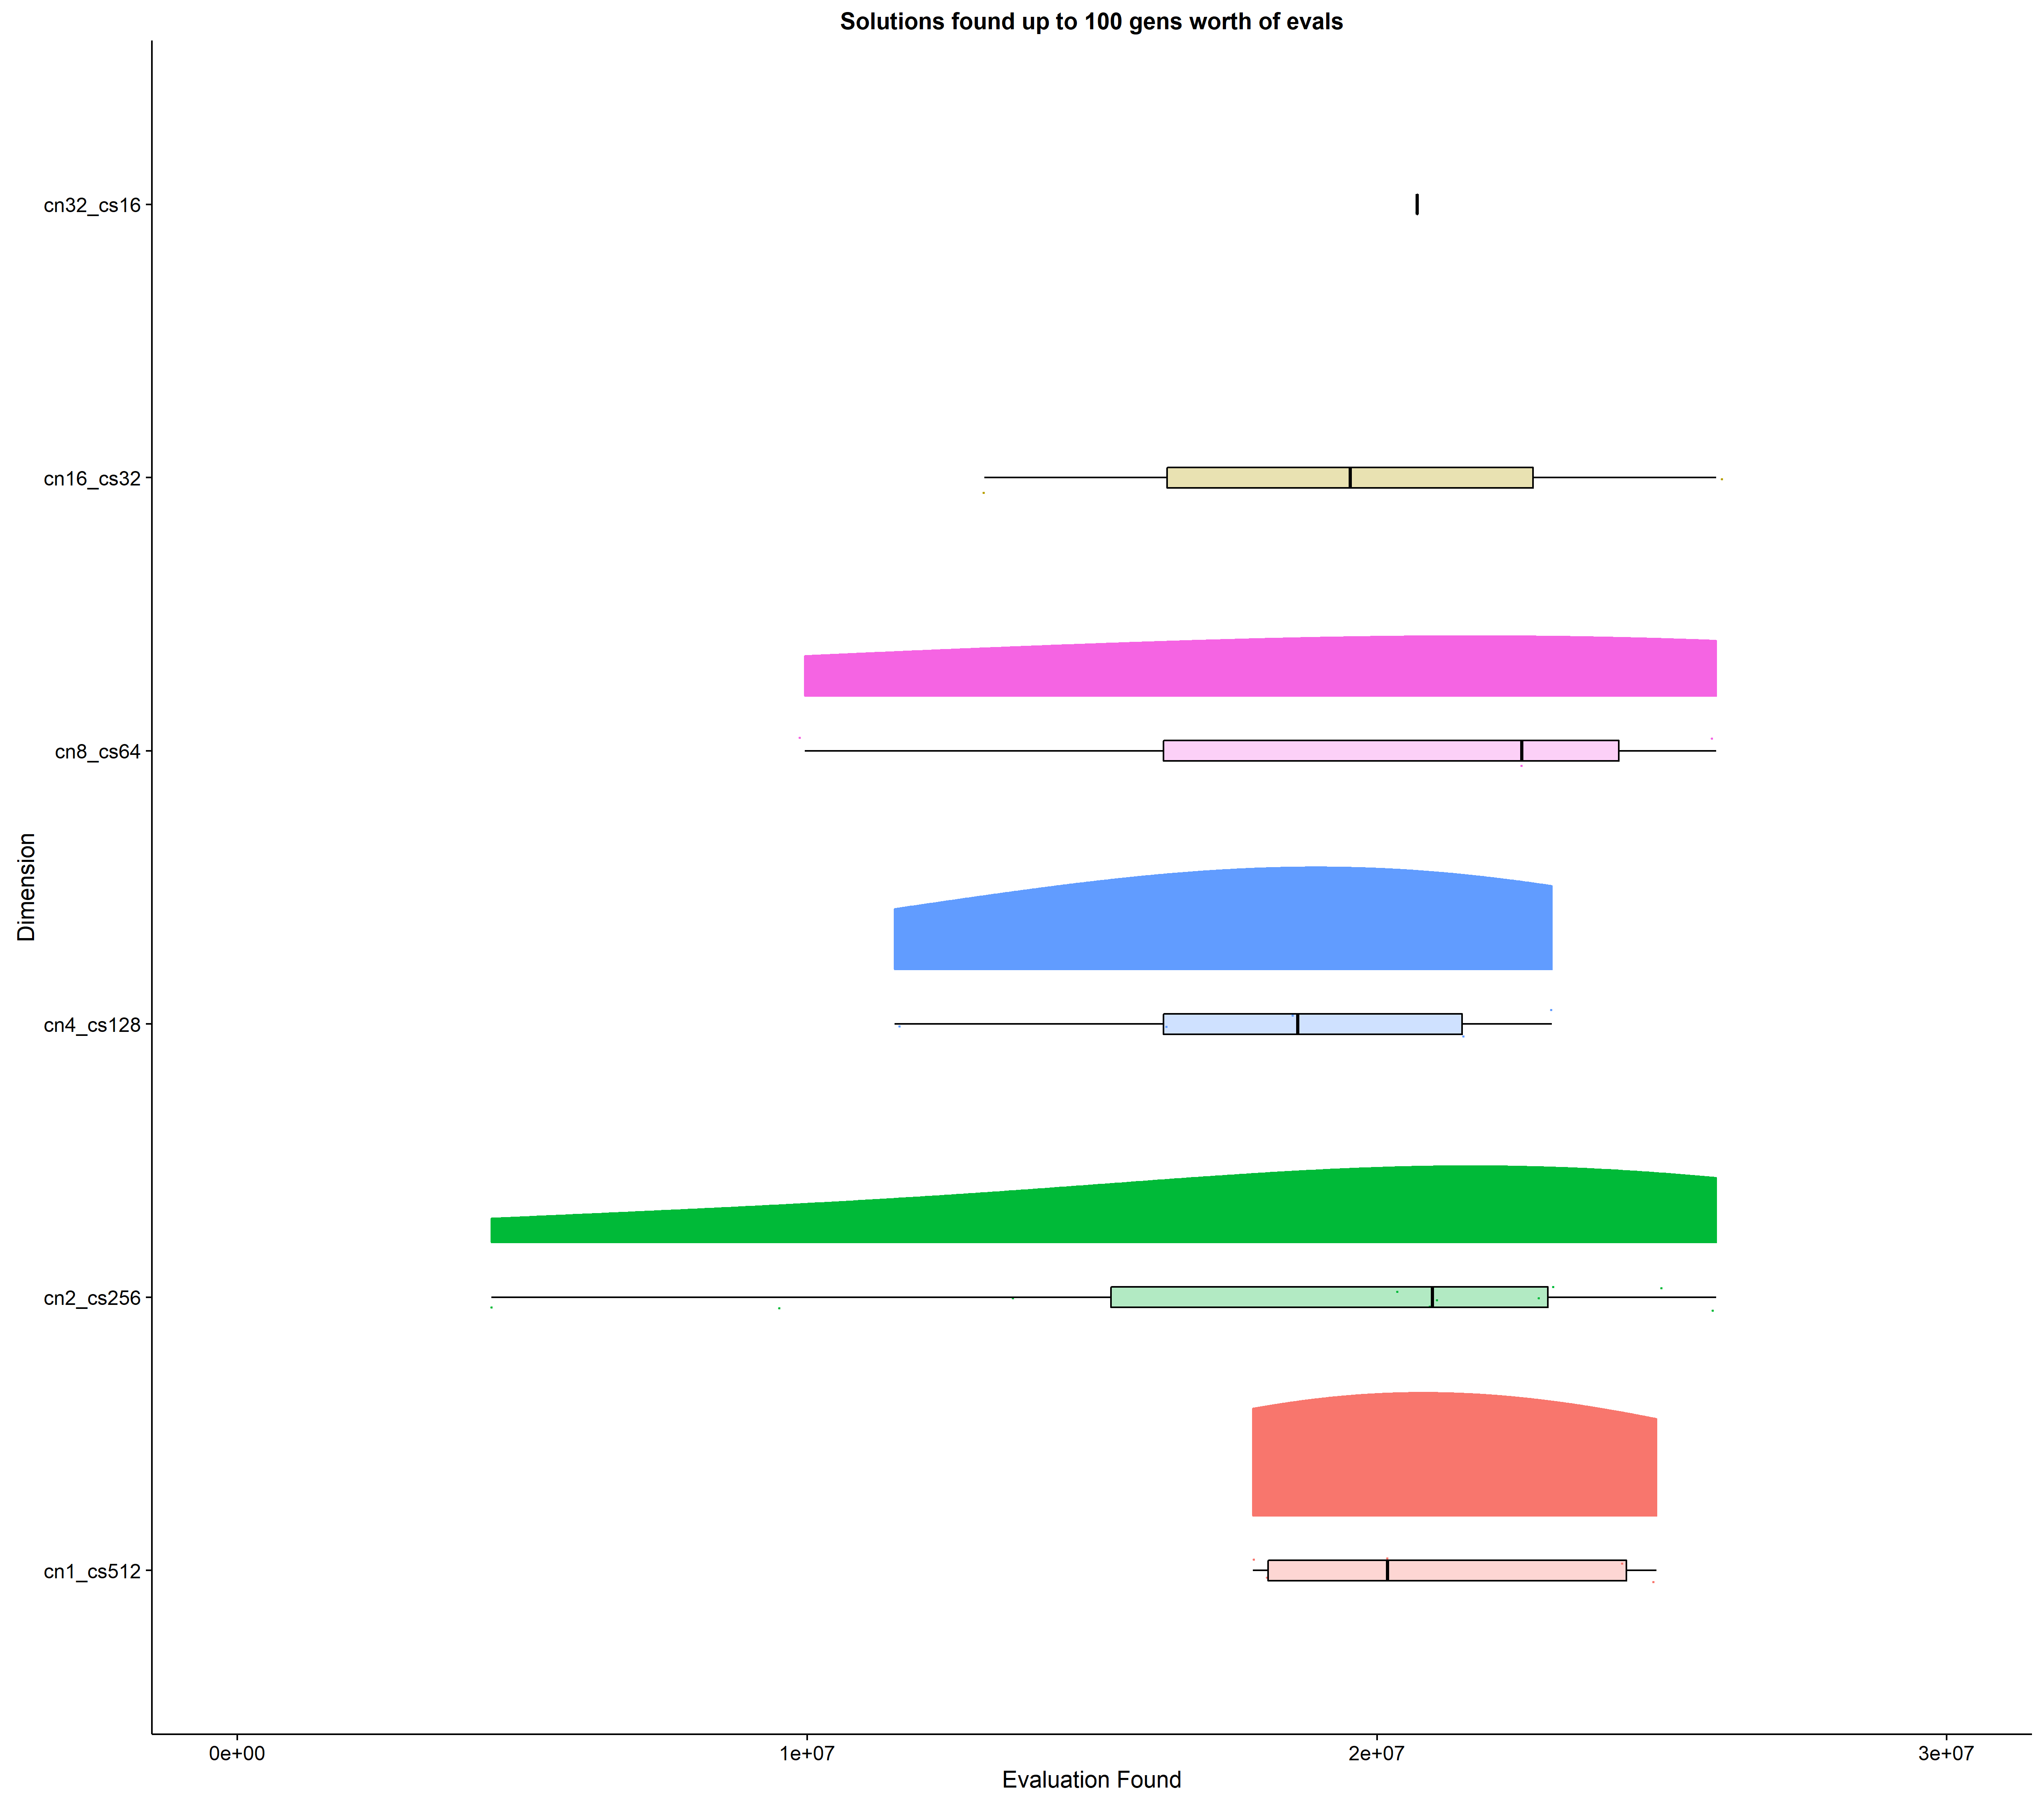 Solutions found up to 100 gens worth of evals
cn32_cs16
cn16_cs32
cn8_cs64
cn4_cs128
cn2_cs256
cn1_cs512
Dimension
0e+00
1e+07
2e+07
3e+07
Evaluation Found